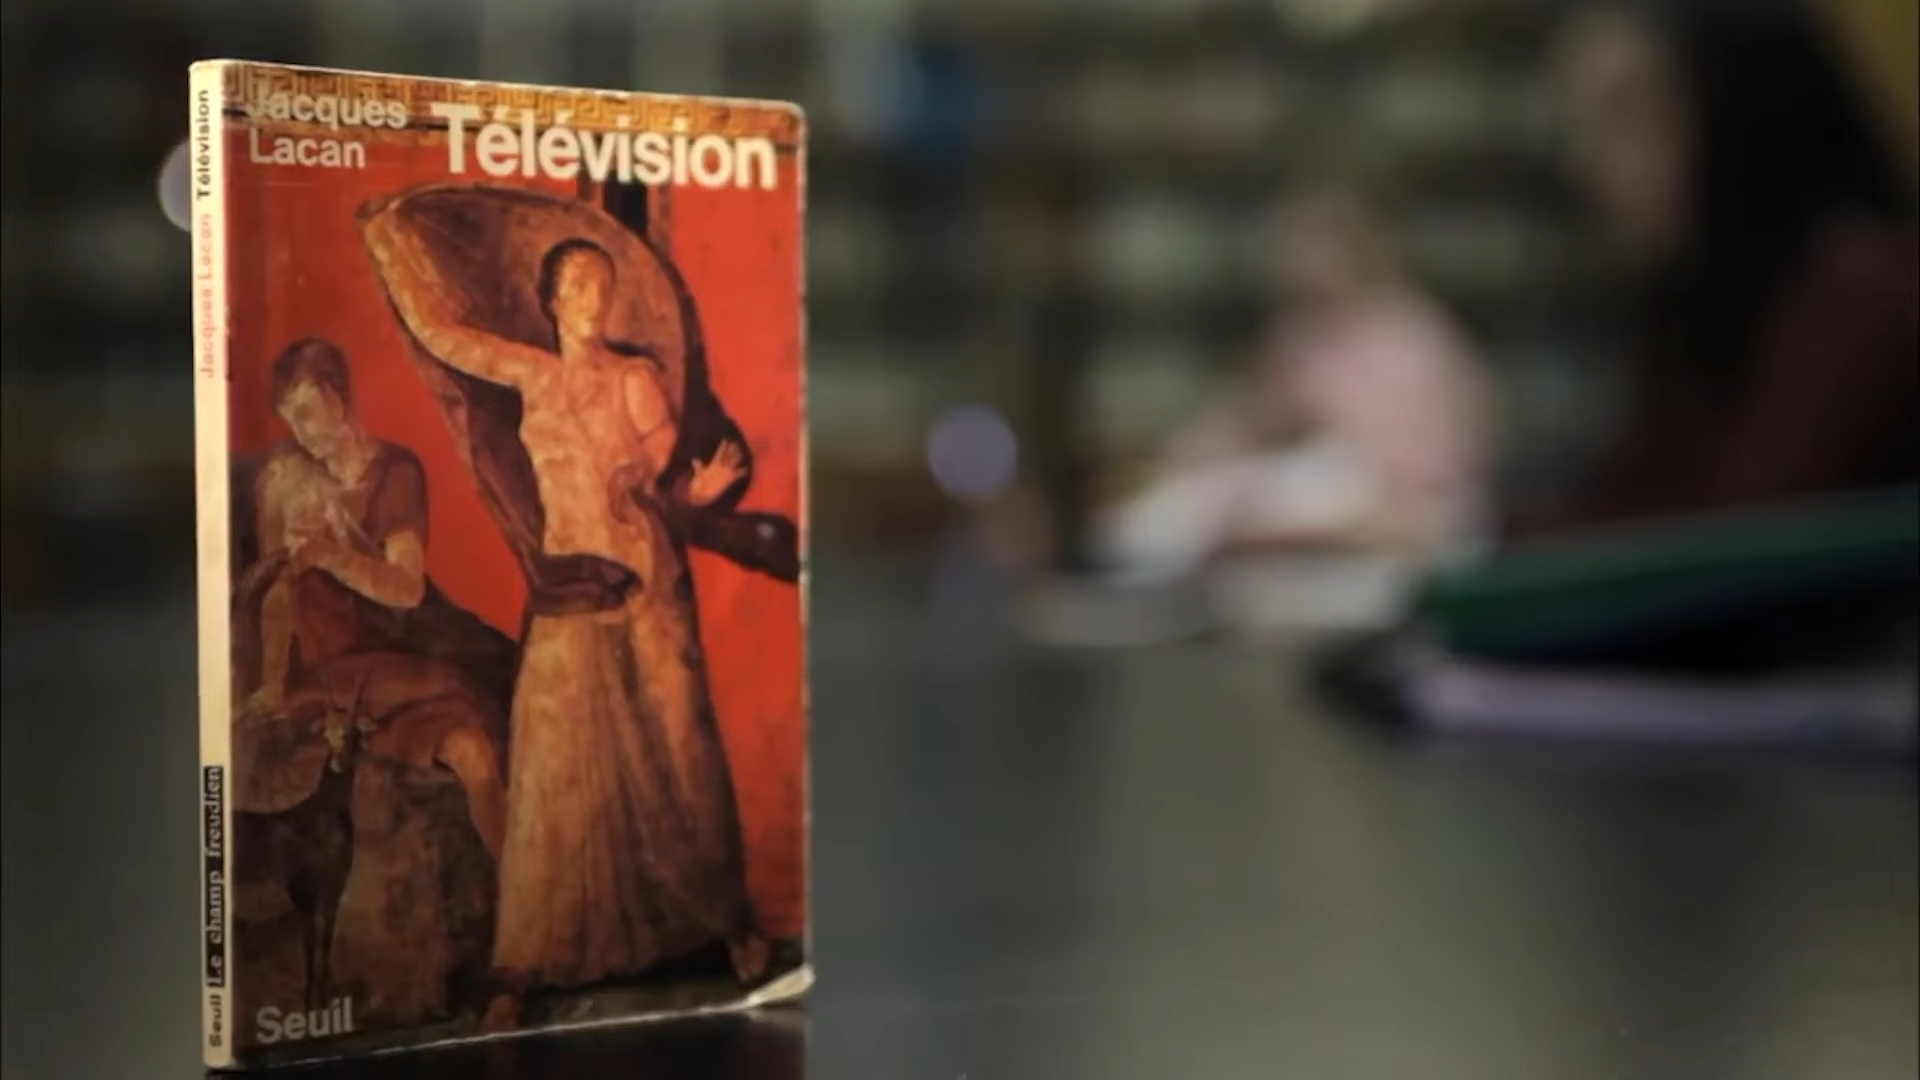 Jacques
Lacan
Télévision
Seuil
Seuil Le champ freudien Jacques Lacan Télévision